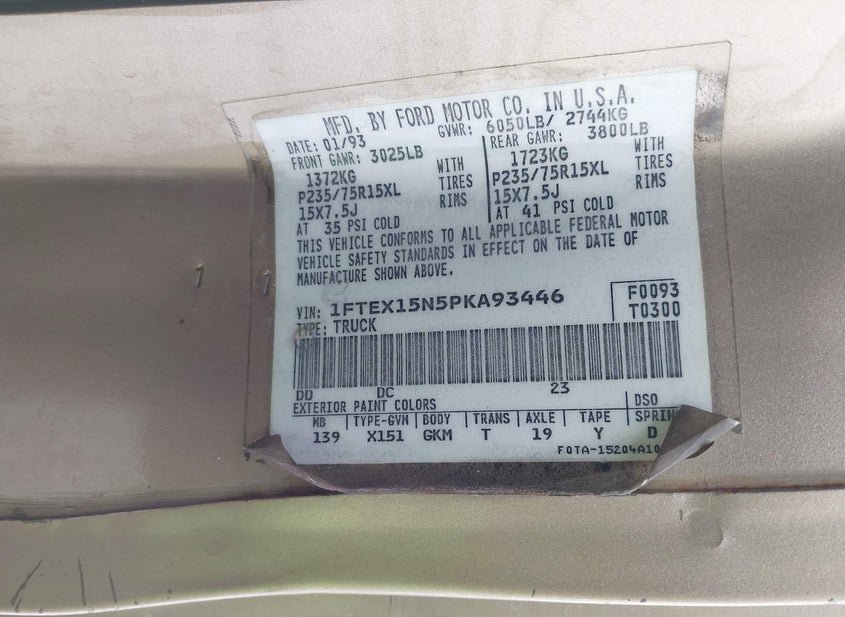 MFD. BY FORD MOTOR CO. IN U.S.A.
DATE: 01/93 GVWR: 6050LB/ 2744KG
FRONT GAWR: 3025LB REAR GAWR: 3800LB
1372KG WITH 1723KG WITH
P235/75R15XL TIRES P235/75R15XL TIRES
15X7.5J RIMS 15X7.5J RIMS
AT 35 PSI COLD AT 41 PSI COLD
THIS VEHICLE CONFORMS TO ALL APPLICABLE FEDERAL MOTOR
VEHICLE SAFETY STANDARDS IN EFFECT ON THE DATE OF
MANUFACTURE SHOWN ABOVE.
VIN: 1FTEX15N5PKA93446 F0093
TYPE: TRUCK T0300
DD DC 23
EXTERIOR PAINT COLORS DSO
WB TYPE-GVM BODY TRANS AXLE TAPE SPRIN
139 X151 GKM T 19 Y D
FOTA-15204A10